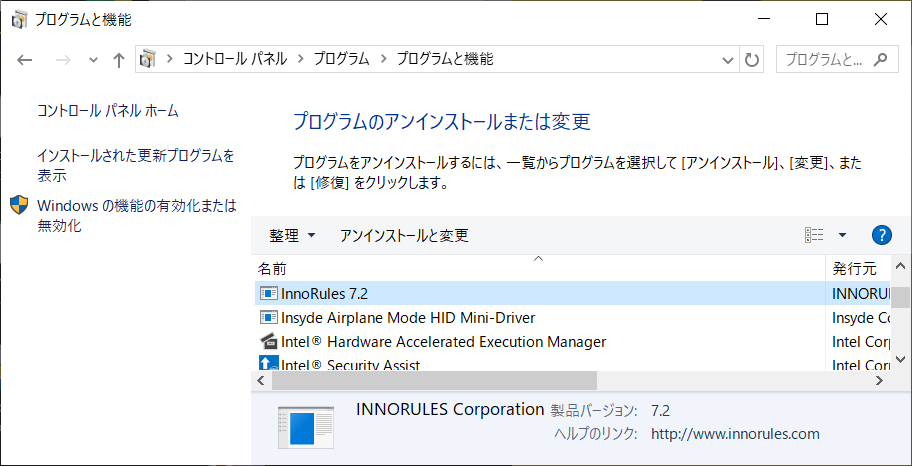 プログラムと機能
コントロール パネル > プログラム > プログラムと機能
プログラムと...
コントロール パネル ホーム
インストールされた更新プログラムを
表示
Windows の機能の有効化または
無効化
プログラムのアンインストールまたは変更
プログラムをアンインストールするには、一覧からプログラムを選択して [アンインストール]、[変更]、また
は [修復] をクリックします。
整理 アンインストールと変更
名前 発行元
InnoRules 7.2 INNORU
Insyde Airplane Mode HID Mini-Driver Insyde Co
Intel® Hardware Accelerated Execution Manager Intel Corp
Intel® Security Assist Intel Corp
INNORULES Corporation 製品バージョン: 7.2
ヘルプのリンク: http://www.innorules.com